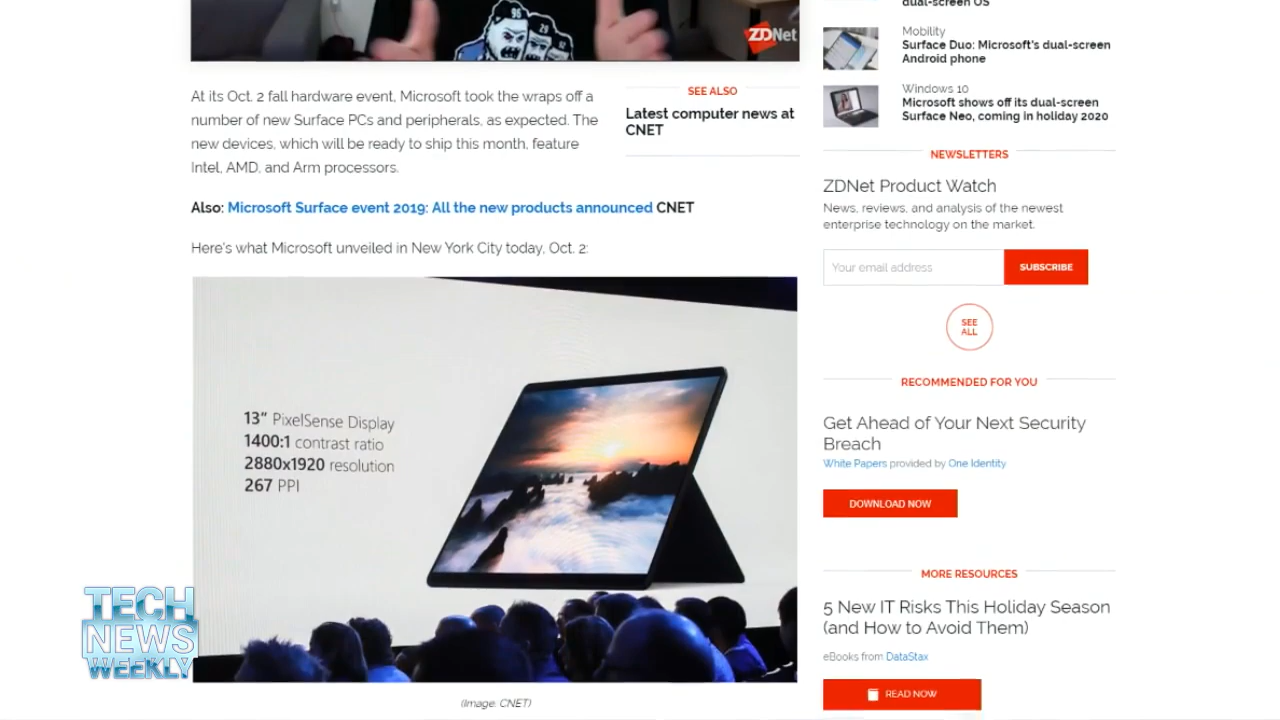 96
ZDNet
At its Oct. 2 fall hardware event, Microsoft took the wraps off a
number of new Surface PCs and peripherals, as expected. The
new devices, which will be ready to ship this month, feature
Intel, AMD, and Arm processors.
SEE ALSO
Latest computer news at
CNET
Also: Microsoft Surface event 2019: All the new products announced CNET
Here's what Microsoft unveiled in New York City today, Oct. 2:
13" PixelSense Display
1400:1 contrast ratio
2880x1920 resolution
267 PPI
(Image: CNET)
TECH
NEWS
WEEKLY
dual-screen OS
Mobility
Surface Duo: Microsoft's dual-screen
Android phone
Windows 10
Microsoft shows off its dual-screen
Surface Neo, coming in holiday 2020
NEWSLETTERS
ZDNet Product Watch
News, reviews, and analysis of the newest
enterprise technology on the market.
Your email address
SUBSCRIBE
SEE
ALL
RECOMMENDED FOR YOU
Get Ahead of Your Next Security
Breach
White Papers provided by One Identity
DOWNLOAD NOW
MORE RESOURCES
5 New IT Risks This Holiday Season
(and How to Avoid Them)
eBooks from DataStax
READ NOW